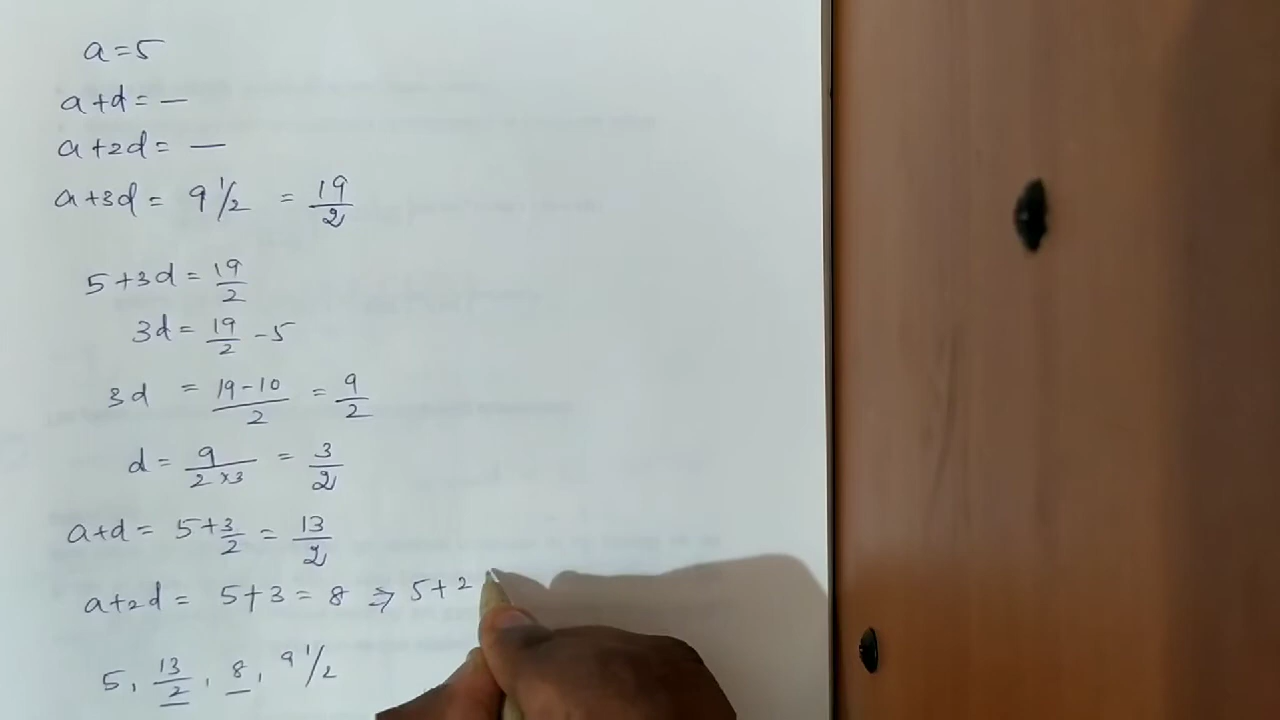 a = 5
a + d = —
a + 2d = —
a + 3d = 9 1/2 = 19/2
5 + 3d = 19/2
3d = 19/2 - 5
3d = (19 - 10)/2 = 9/2
d = 9/(2 × 3) = 3/2
a + d = 5 + 3/2 = 13/2
a + 2d = 5 + 3 = 8 ⇒ 5 + 2
5, 13/2, 8, 9 1/2